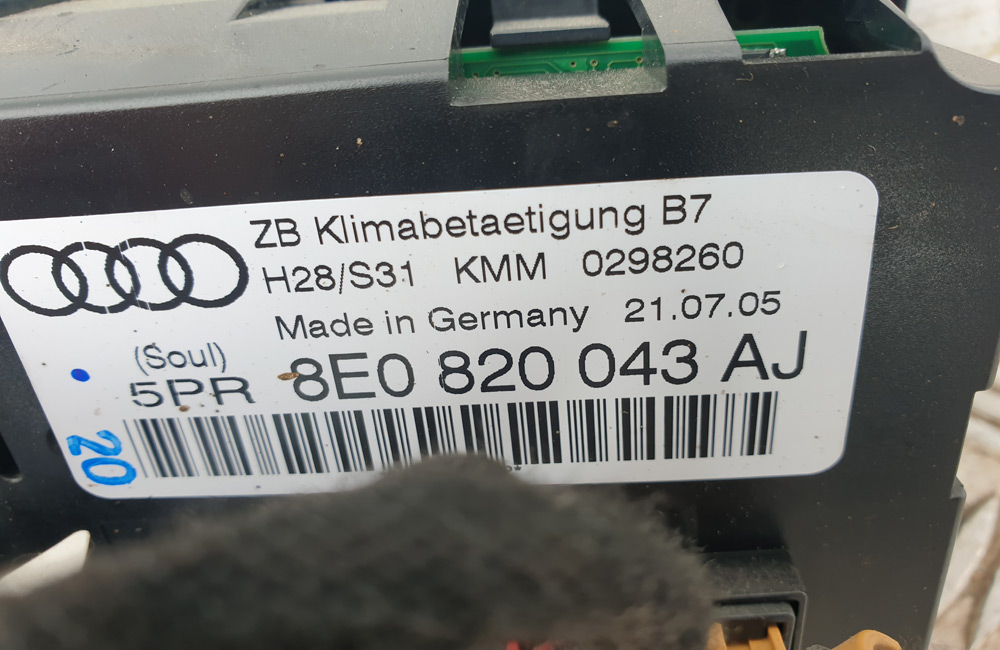 ZB Klimabetaetigung B7
H28/S31 KMM 0298260
Made in Germany 21.07.05
(Soul)
5PR 8E0 820 043 AJ
20